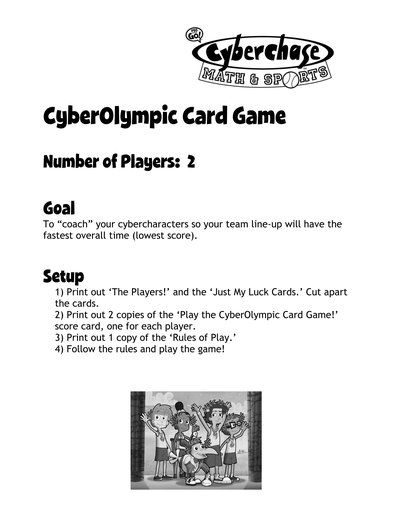 GO!
Cyberchase
MATH & SPORTS
CyberOlympic Card Game
Number of Players: 2
Goal
To “coach” your cybercharacters so your team line-up will have the
fastest overall time (lowest score).
Setup
1) Print out ‘The Players!’ and the ‘Just My Luck Cards.’ Cut apart
the cards.
2) Print out 2 copies of the ‘Play the CyberOlympic Card Game!’
score card, one for each player.
3) Print out 1 copy of the ‘Rules of Play.’
4) Follow the rules and play the game!